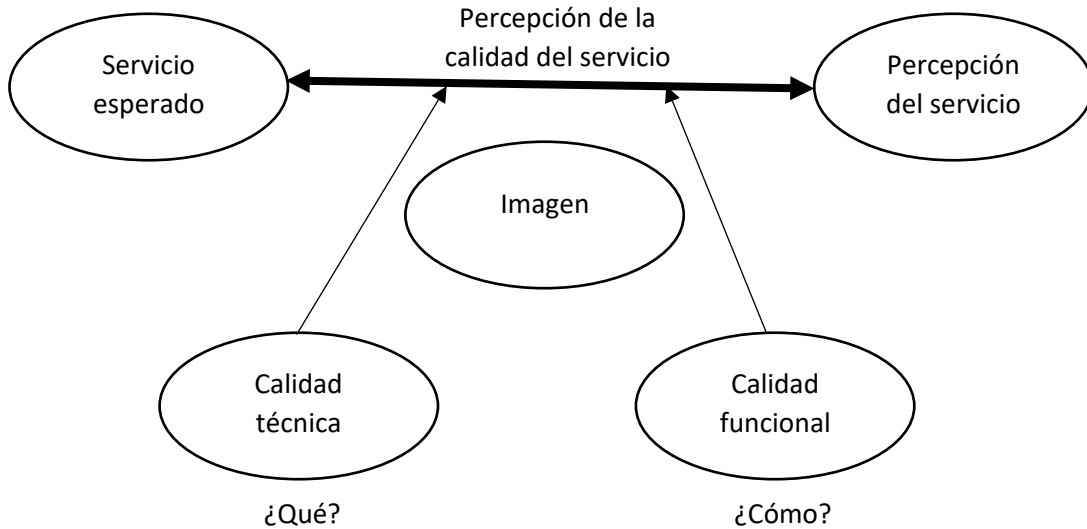 Percepción de la
calidad del servicio
Servicio
esperado
Percepción
del servicio
Imagen
Calidad
técnica
Calidad
funcional
¿Qué?
¿Cómo?